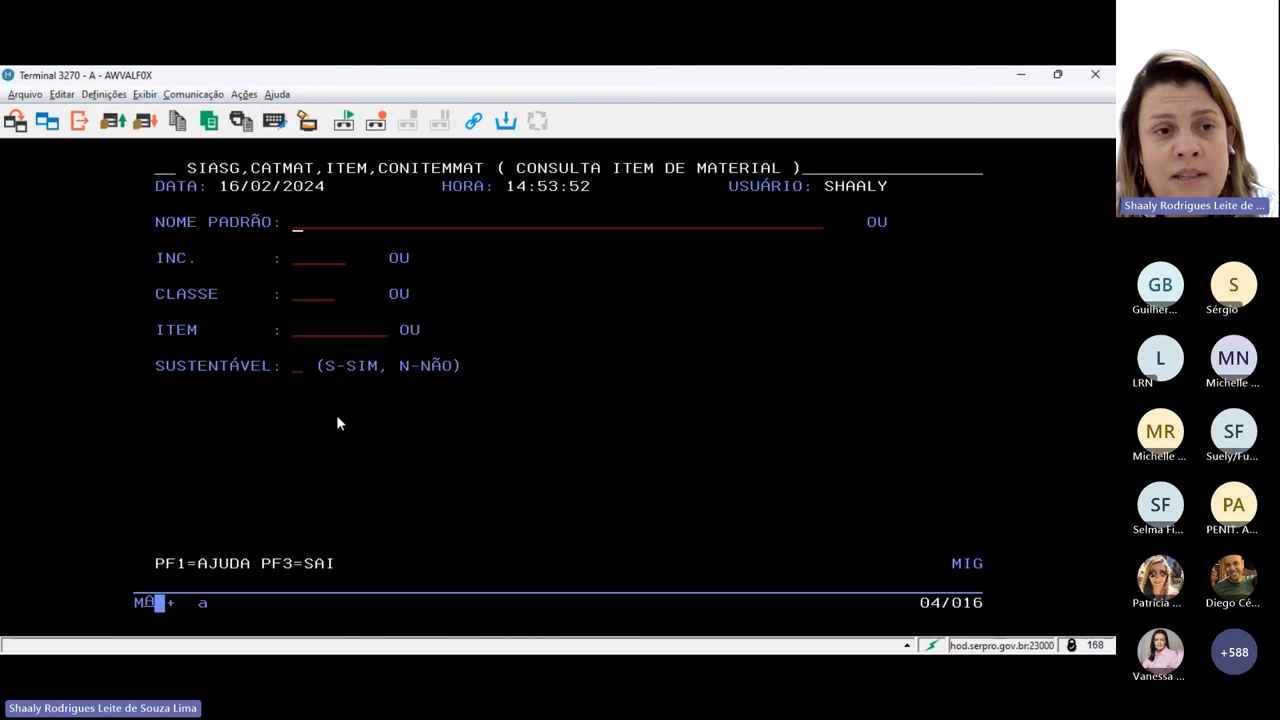 Terminal 3270 - A - AWVALF0X
Arquivo Editar Definições Exibir Comunicação Ações Ajuda
__ SIASG,CATMAT,ITEM,CONITEMMAT ( CONSULTA ITEM DE MATERIAL )
DATA: 16/02/2024 HORA: 14:53:52 USUÁRIO: SHAALY
NOME PADRÃO: OU
INC. : OU
CLASSE : OU
ITEM : OU
SUSTENTÁVEL: _ (S-SIM, N-NÃO)
PF1=AJUDA PF3=SAI MIG
MA + a 04/016
hod.serpro.gov.br:23000 168
Shaaly Rodrigues Leite de Souza Lima
Shaaly Rodrigues Leite de ...
GB S
Guilher... Sérgio
L MN
LRN Michelle ...
MR SF
Michelle ... Suely/Fu...
SF PA
Selma Fi... PENIT. A...
Patrícia ... Diego Cé...
Vanessa ... +588